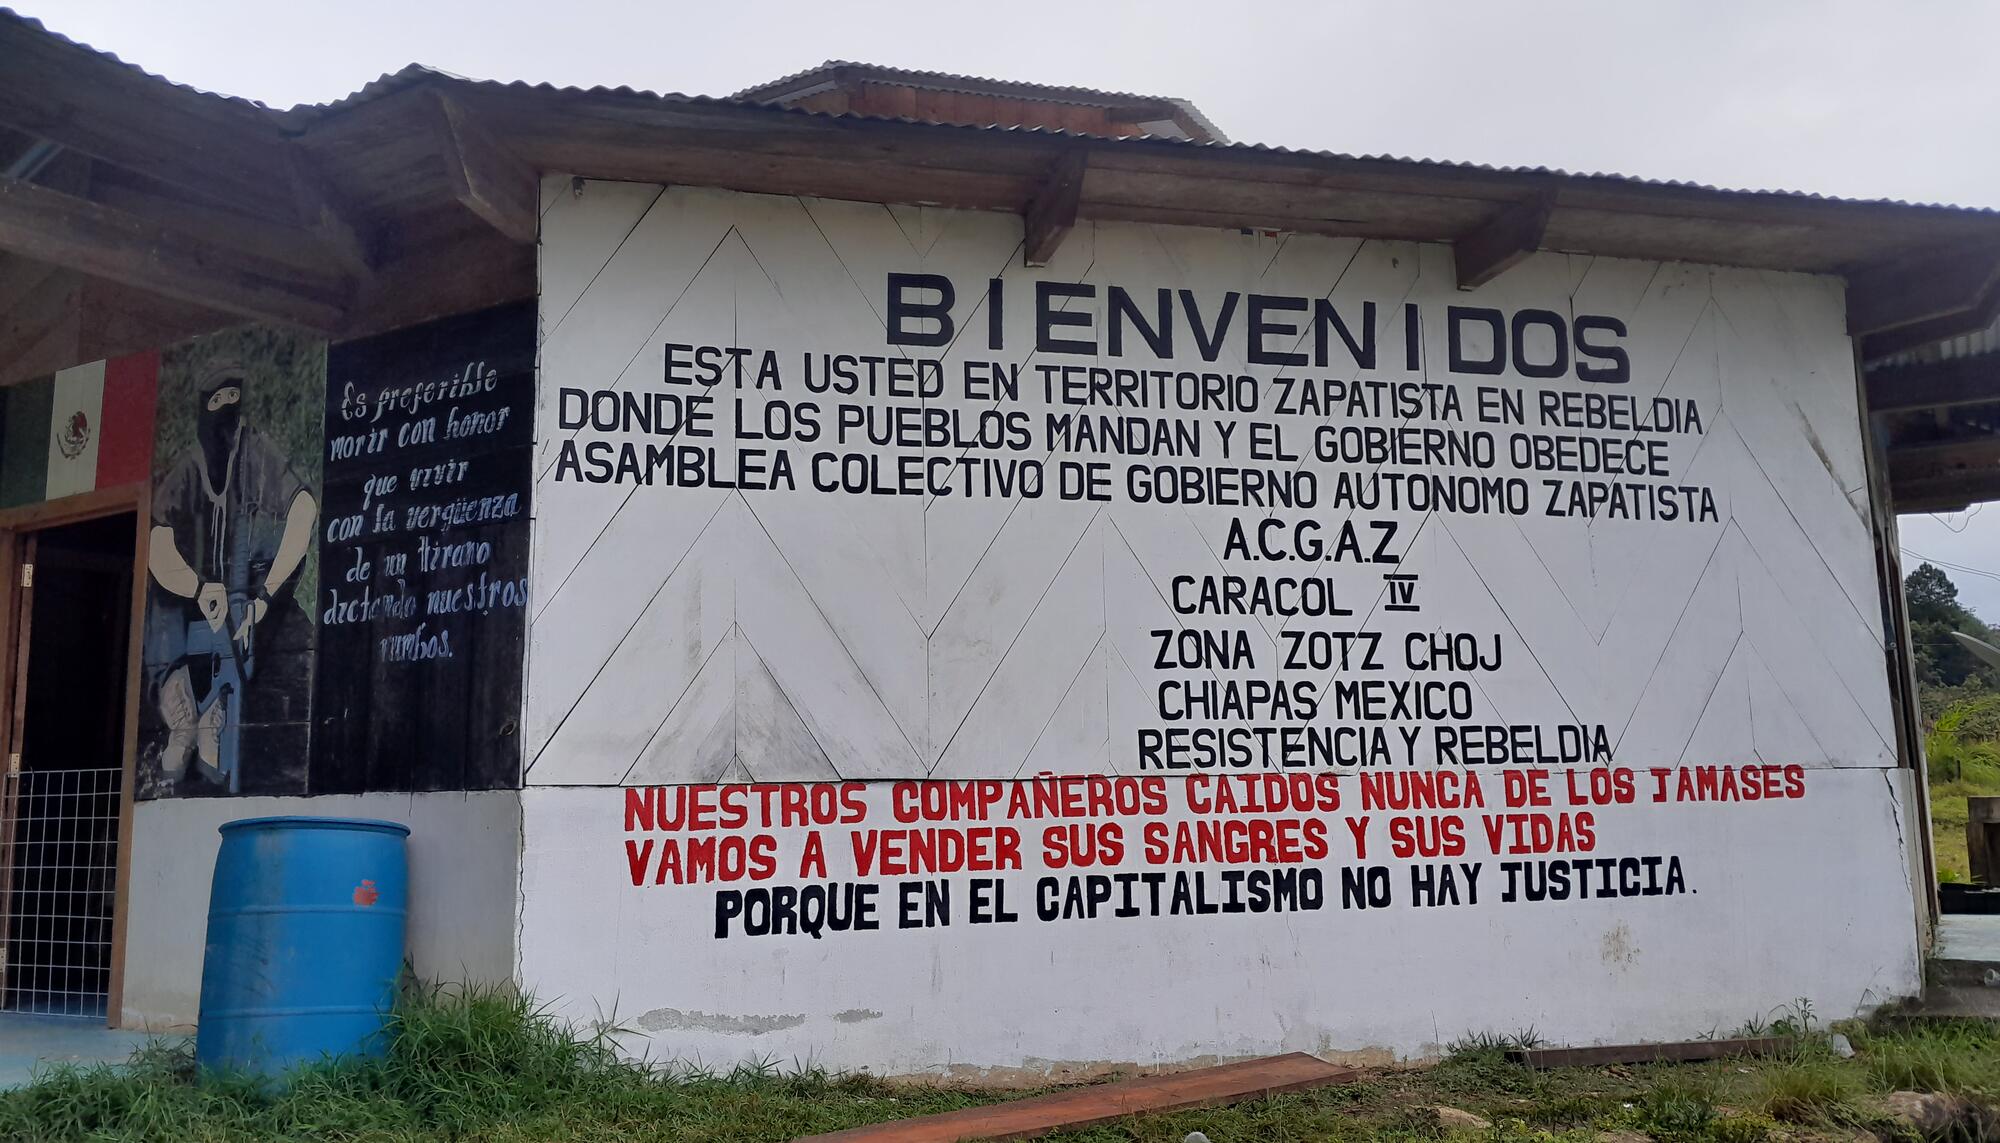 Es preferible
morir con honor
que vivir
con la vergüenza
de un tirano
dictando nuestros
rumbos.
BIENVENIDOS
ESTA USTED EN TERRITORIO ZAPATISTA EN REBELDIA
DONDE LOS PUEBLOS MANDAN Y EL GOBIERNO OBEDECE
ASAMBLEA COLECTIVO DE GOBIERNO AUTONOMO ZAPATISTA
A.C.G.A.Z
CARACOL IV
ZONA ZOTZ CHOJ
CHIAPAS MEXICO
RESISTENCIA Y REBELDIA
NUESTROS COMPAÑEROS CAIDOS NUNCA DE LOS JAMASES
VAMOS A VENDER SUS SANGRES Y SUS VIDAS
PORQUE EN EL CAPITALISMO NO HAY JUSTICIA.